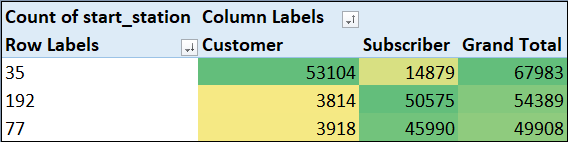 Count of start_station Column Labels
Row Labels Customer Subscriber Grand Total
35 53104 14879 67983
192 3814 50575 54389
77 3918 45990 49908